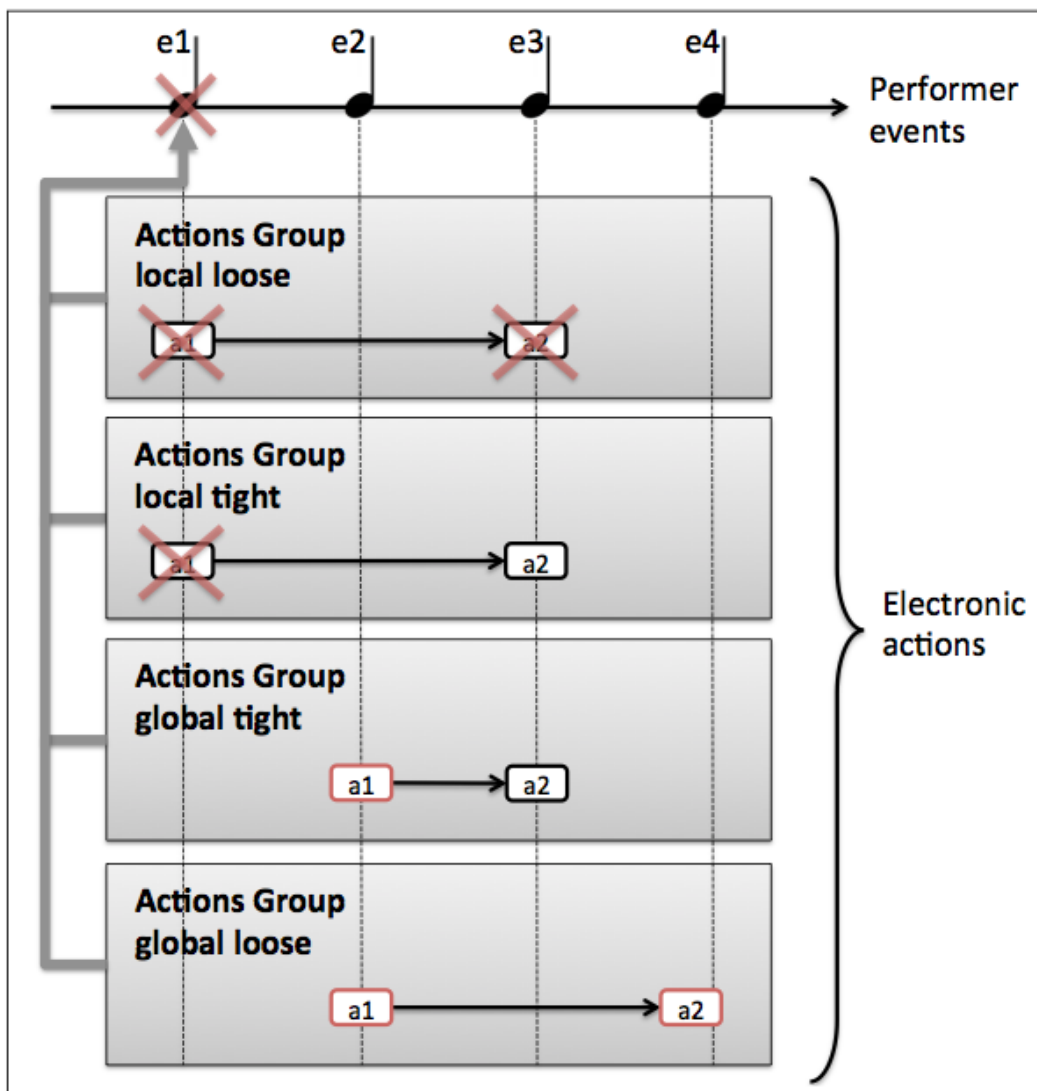 e1 e2 e3 e4
Performer
events
Actions Group
local loose
a1 a2
Actions Group
local tight
a1 a2
Actions Group
global tight
a1 a2
Actions Group
global loose
a1 a2
Electronic
actions